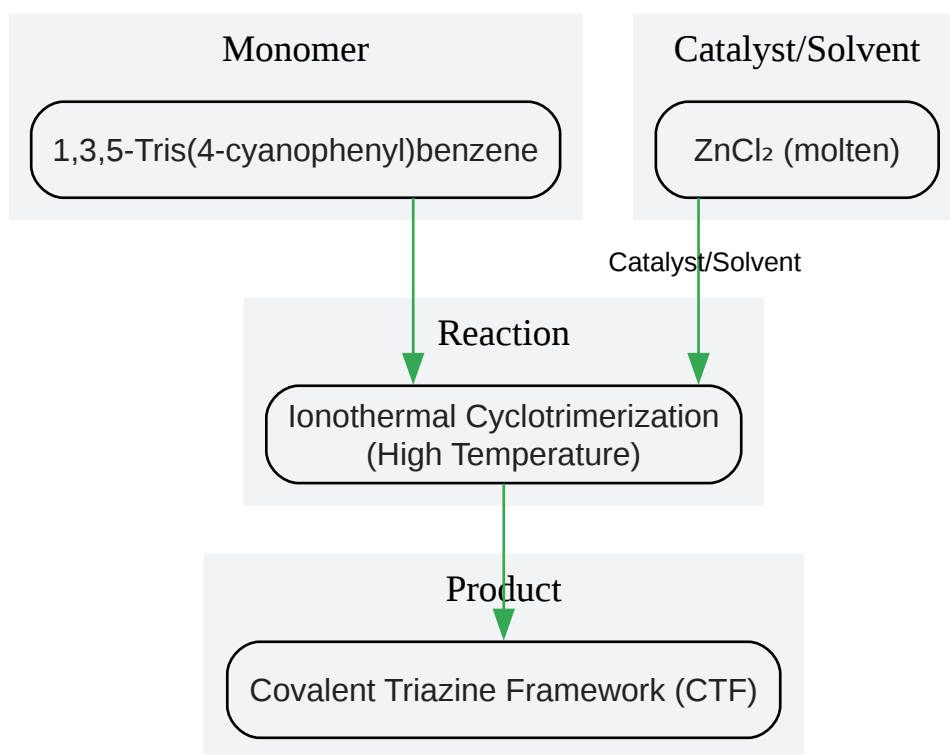 Monomer
Catalyst/Solvent
1,3,5-Tris(4-cyanophenyl)benzene
ZnCl₂ (molten)
Catalyst/Solvent
Reaction
Ionothermal Cyclotrimerization
(High Temperature)
Product
Covalent Triazine Framework (CTF)